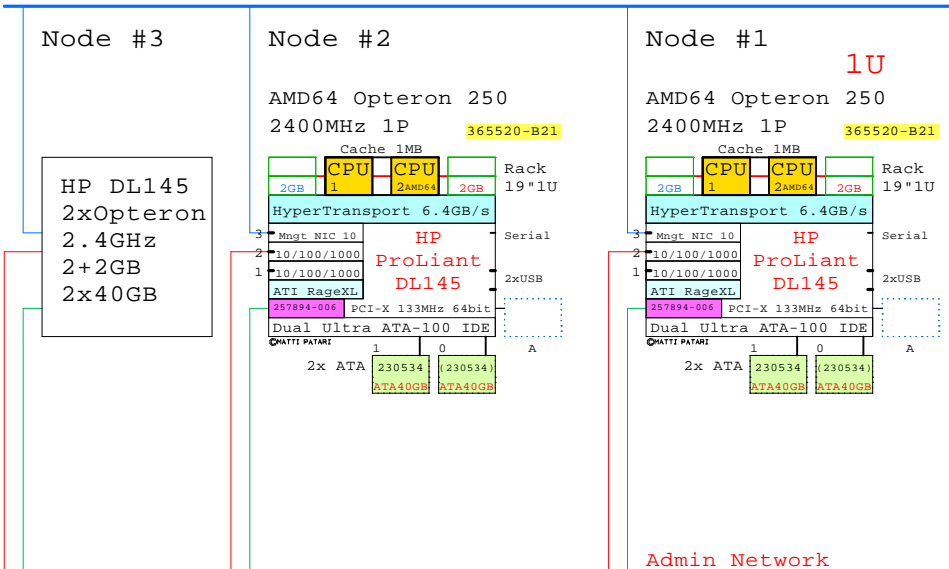 Node #3
HP DL145
2xOpteron
2.4GHz
2+2GB
2x40GB
Node #2
AMD64 Opteron 250
2400MHz 1P 365520-B21
Cache 1MB
CPU CPU Rack
2GB 1 2AMD64 2GB 19"1U
HyperTransport 6.4GB/s
3 Mngt NIC 10 HP Serial
2 10/100/1000 ProLiant
1 10/100/1000 DL145 2xUSB
ATI RageXL
257894-006 PCI-X 133MHz 64bit
Dual Ultra ATA-100 IDE
©MATTI PATARI 1 0 A
2x ATA 230534 (230534)
ATA40GB ATA40GB
Node #1
1U
AMD64 Opteron 250
2400MHz 1P 365520-B21
Cache 1MB
CPU CPU Rack
2GB 1 2AMD64 2GB 19"1U
HyperTransport 6.4GB/s
3 Mngt NIC 10 HP Serial
2 10/100/1000 ProLiant
1 10/100/1000 DL145 2xUSB
ATI RageXL
257894-006 PCI-X 133MHz 64bit
Dual Ultra ATA-100 IDE
©MATTI PATARI 1 0 A
2x ATA 230534 (230534)
ATA40GB ATA40GB
Admin Network